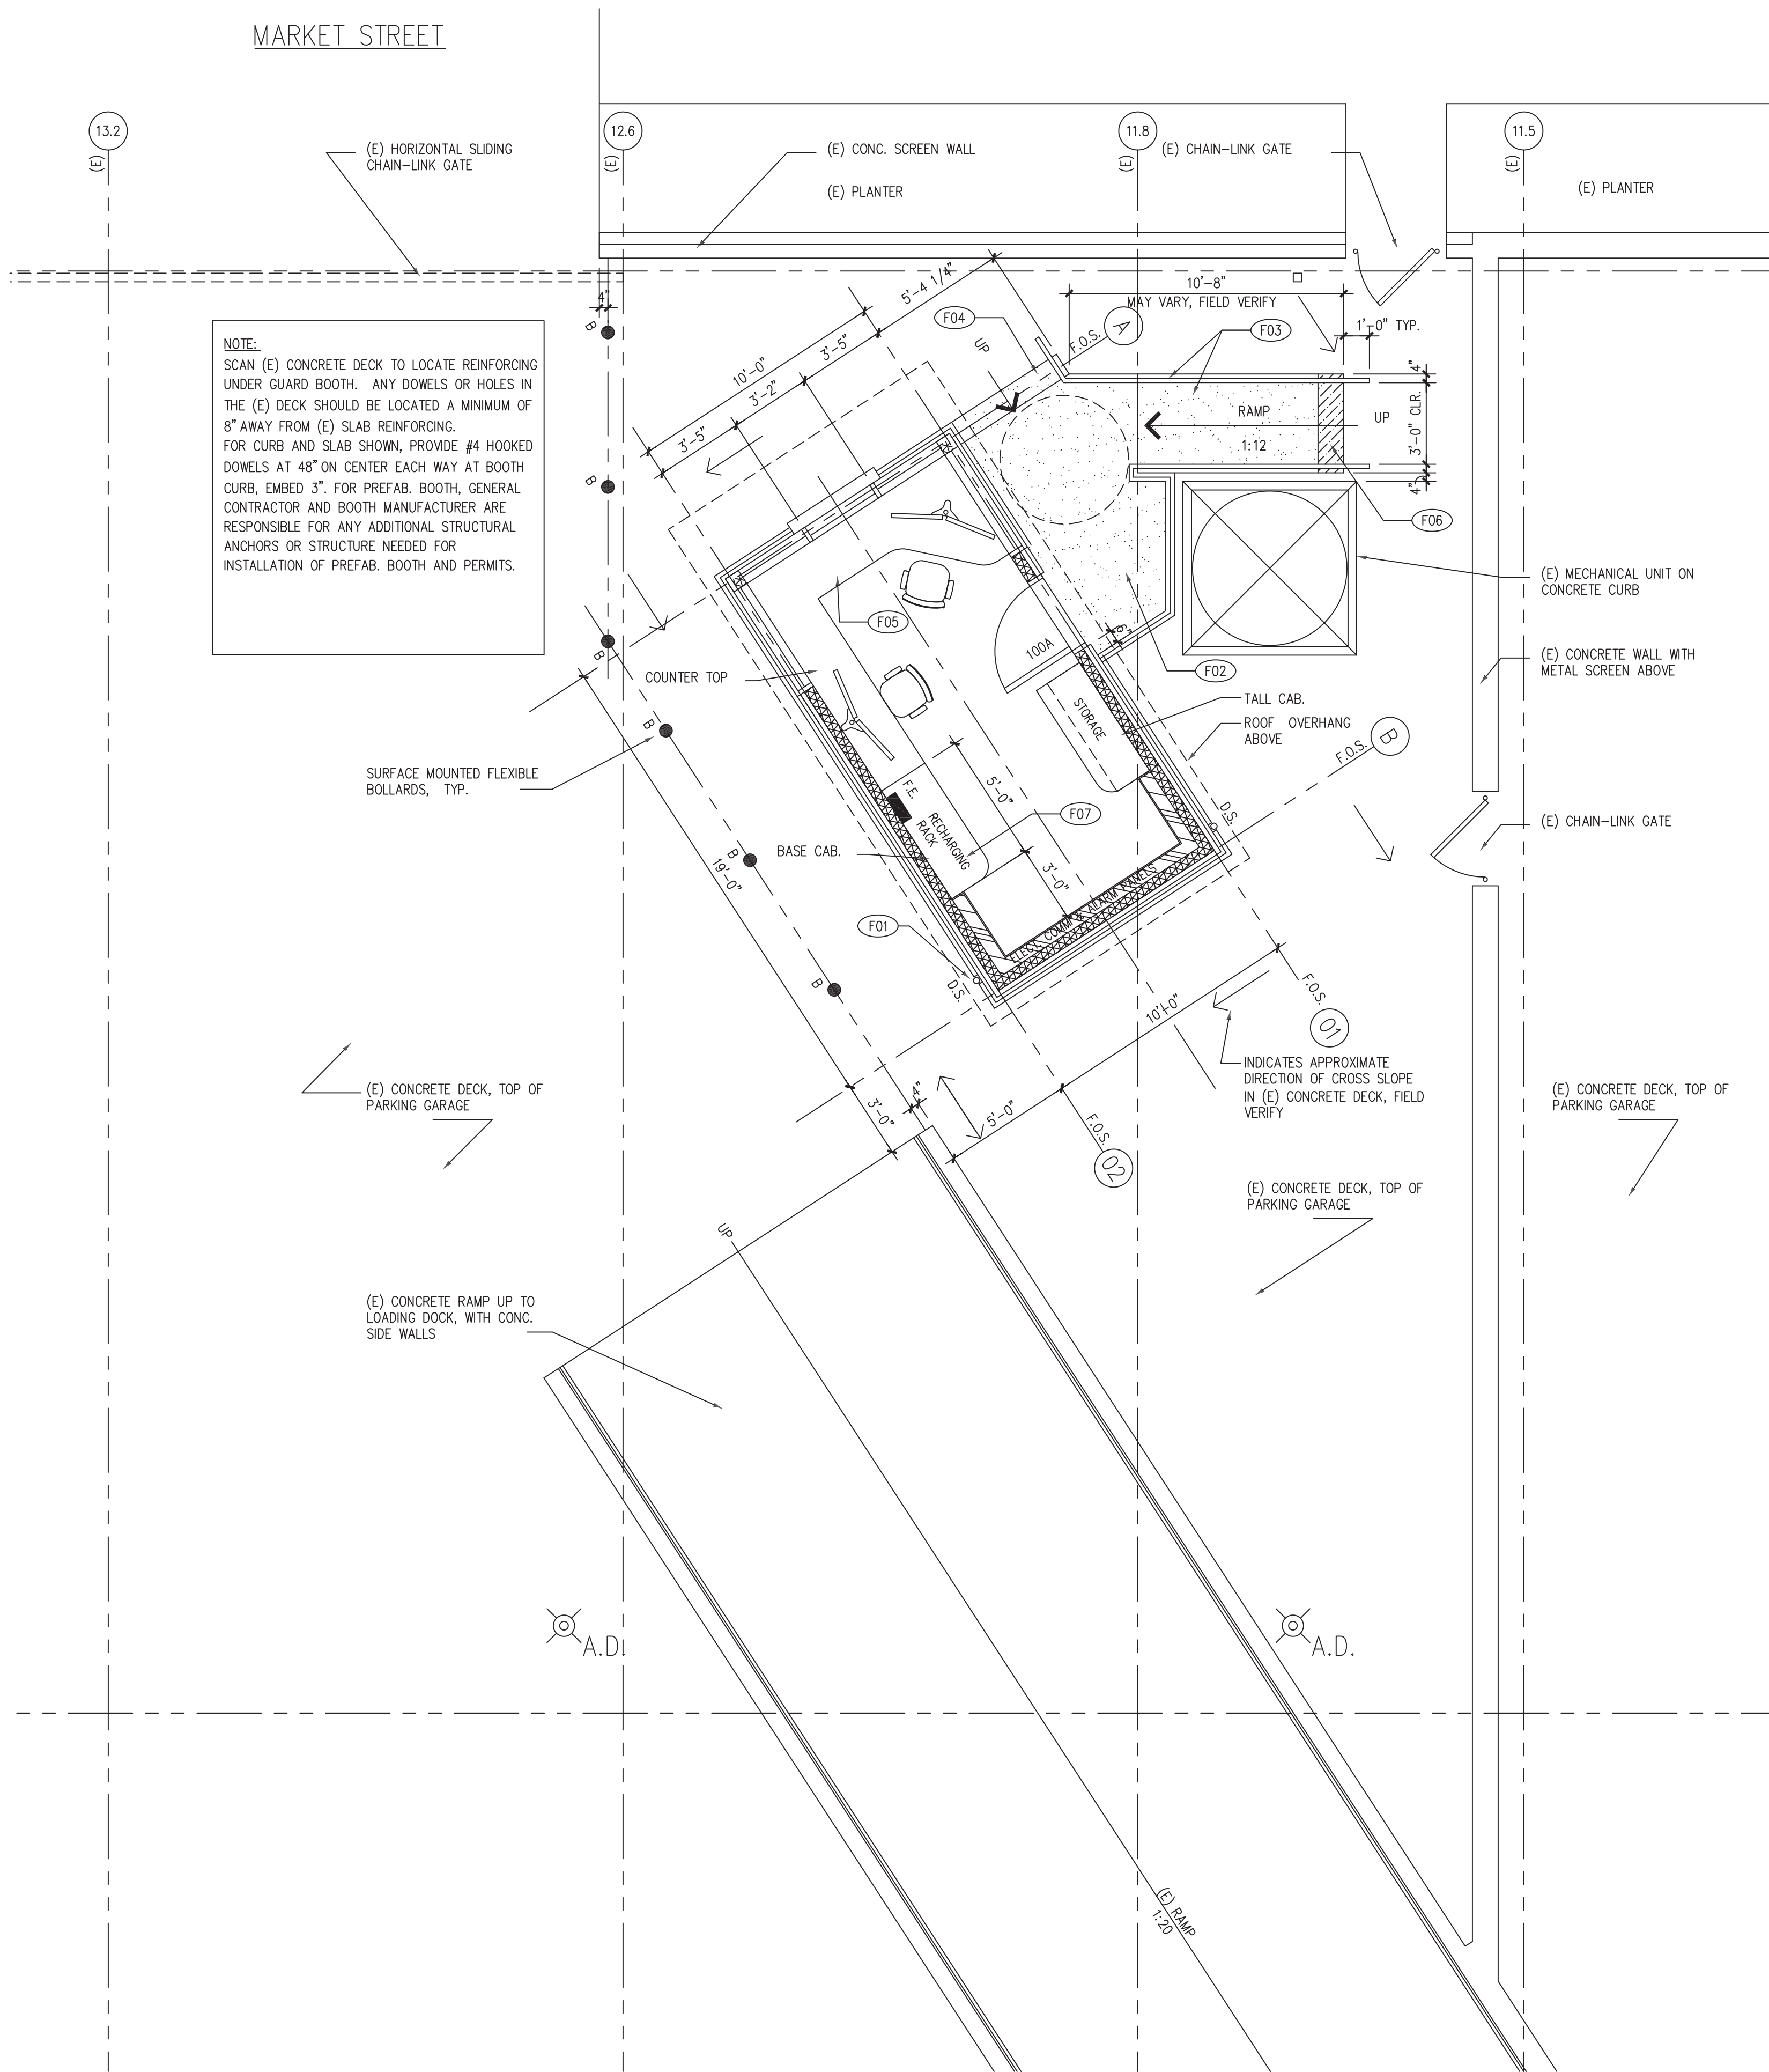 MARKET STREET
13.2
(E)
12.6
(E)
11.8
(E)
11.5
(E)
(E) HORIZONTAL SLIDING
CHAIN-LINK GATE
(E) CONC. SCREEN WALL
(E) PLANTER
(E) CHAIN-LINK GATE
(E) PLANTER
4"
B
NOTE:
SCAN (E) CONCRETE DECK TO LOCATE REINFORCING
UNDER GUARD BOOTH. ANY DOWELS OR HOLES IN
THE (E) DECK SHOULD BE LOCATED A MINIMUM OF
8" AWAY FROM (E) SLAB REINFORCING.
FOR CURB AND SLAB SHOWN, PROVIDE #4 HOOKED
DOWELS AT 48" ON CENTER EACH WAY AT BOOTH
CURB, EMBED 3". FOR PREFAB. BOOTH, GENERAL
CONTRACTOR AND BOOTH MANUFACTURER ARE
RESPONSIBLE FOR ANY ADDITIONAL STRUCTURAL
ANCHORS OR STRUCTURE NEEDED FOR
INSTALLATION OF PREFAB. BOOTH AND PERMITS.
5'-4 1/4"
10'-0"
3'-5"
3'-2"
3'-5"
F04
UP
F.O.S.
A
10'-8"
MAY VARY, FIELD VERIFY
F03
1'-0" TYP.
4"
3'-0" CLR.
4"
RAMP
1:12
UP
F06
B
B
B
B
B
F05
100A
6"
F02
COUNTER TOP
STORAGE
TALL CAB.
ROOF OVERHANG
ABOVE
(E) MECHANICAL UNIT ON
CONCRETE CURB
(E) CONCRETE WALL WITH
METAL SCREEN ABOVE
F.O.S.
B
SURFACE MOUNTED FLEXIBLE
BOLLARDS, TYP.
F.E.
RECHARGING
RACK
5'-0"
F07
D.S.
(E) CHAIN-LINK GATE
BASE CAB.
3'-0"
19'-0"
ELECT. COMM. & ALARM PANELS
F01
D.S.
10'-0"
F.O.S.
01
INDICATES APPROXIMATE
DIRECTION OF CROSS SLOPE
IN (E) CONCRETE DECK, FIELD
VERIFY
(E) CONCRETE DECK, TOP OF
PARKING GARAGE
(E) CONCRETE DECK, TOP OF
PARKING GARAGE
4"
3'-0"
5'-0"
F.O.S.
02
(E) CONCRETE DECK, TOP OF
PARKING GARAGE
UP
(E) CONCRETE RAMP UP TO
LOADING DOCK, WITH CONC.
SIDE WALLS
A.D.
A.D.
(E) RAMP
1:20